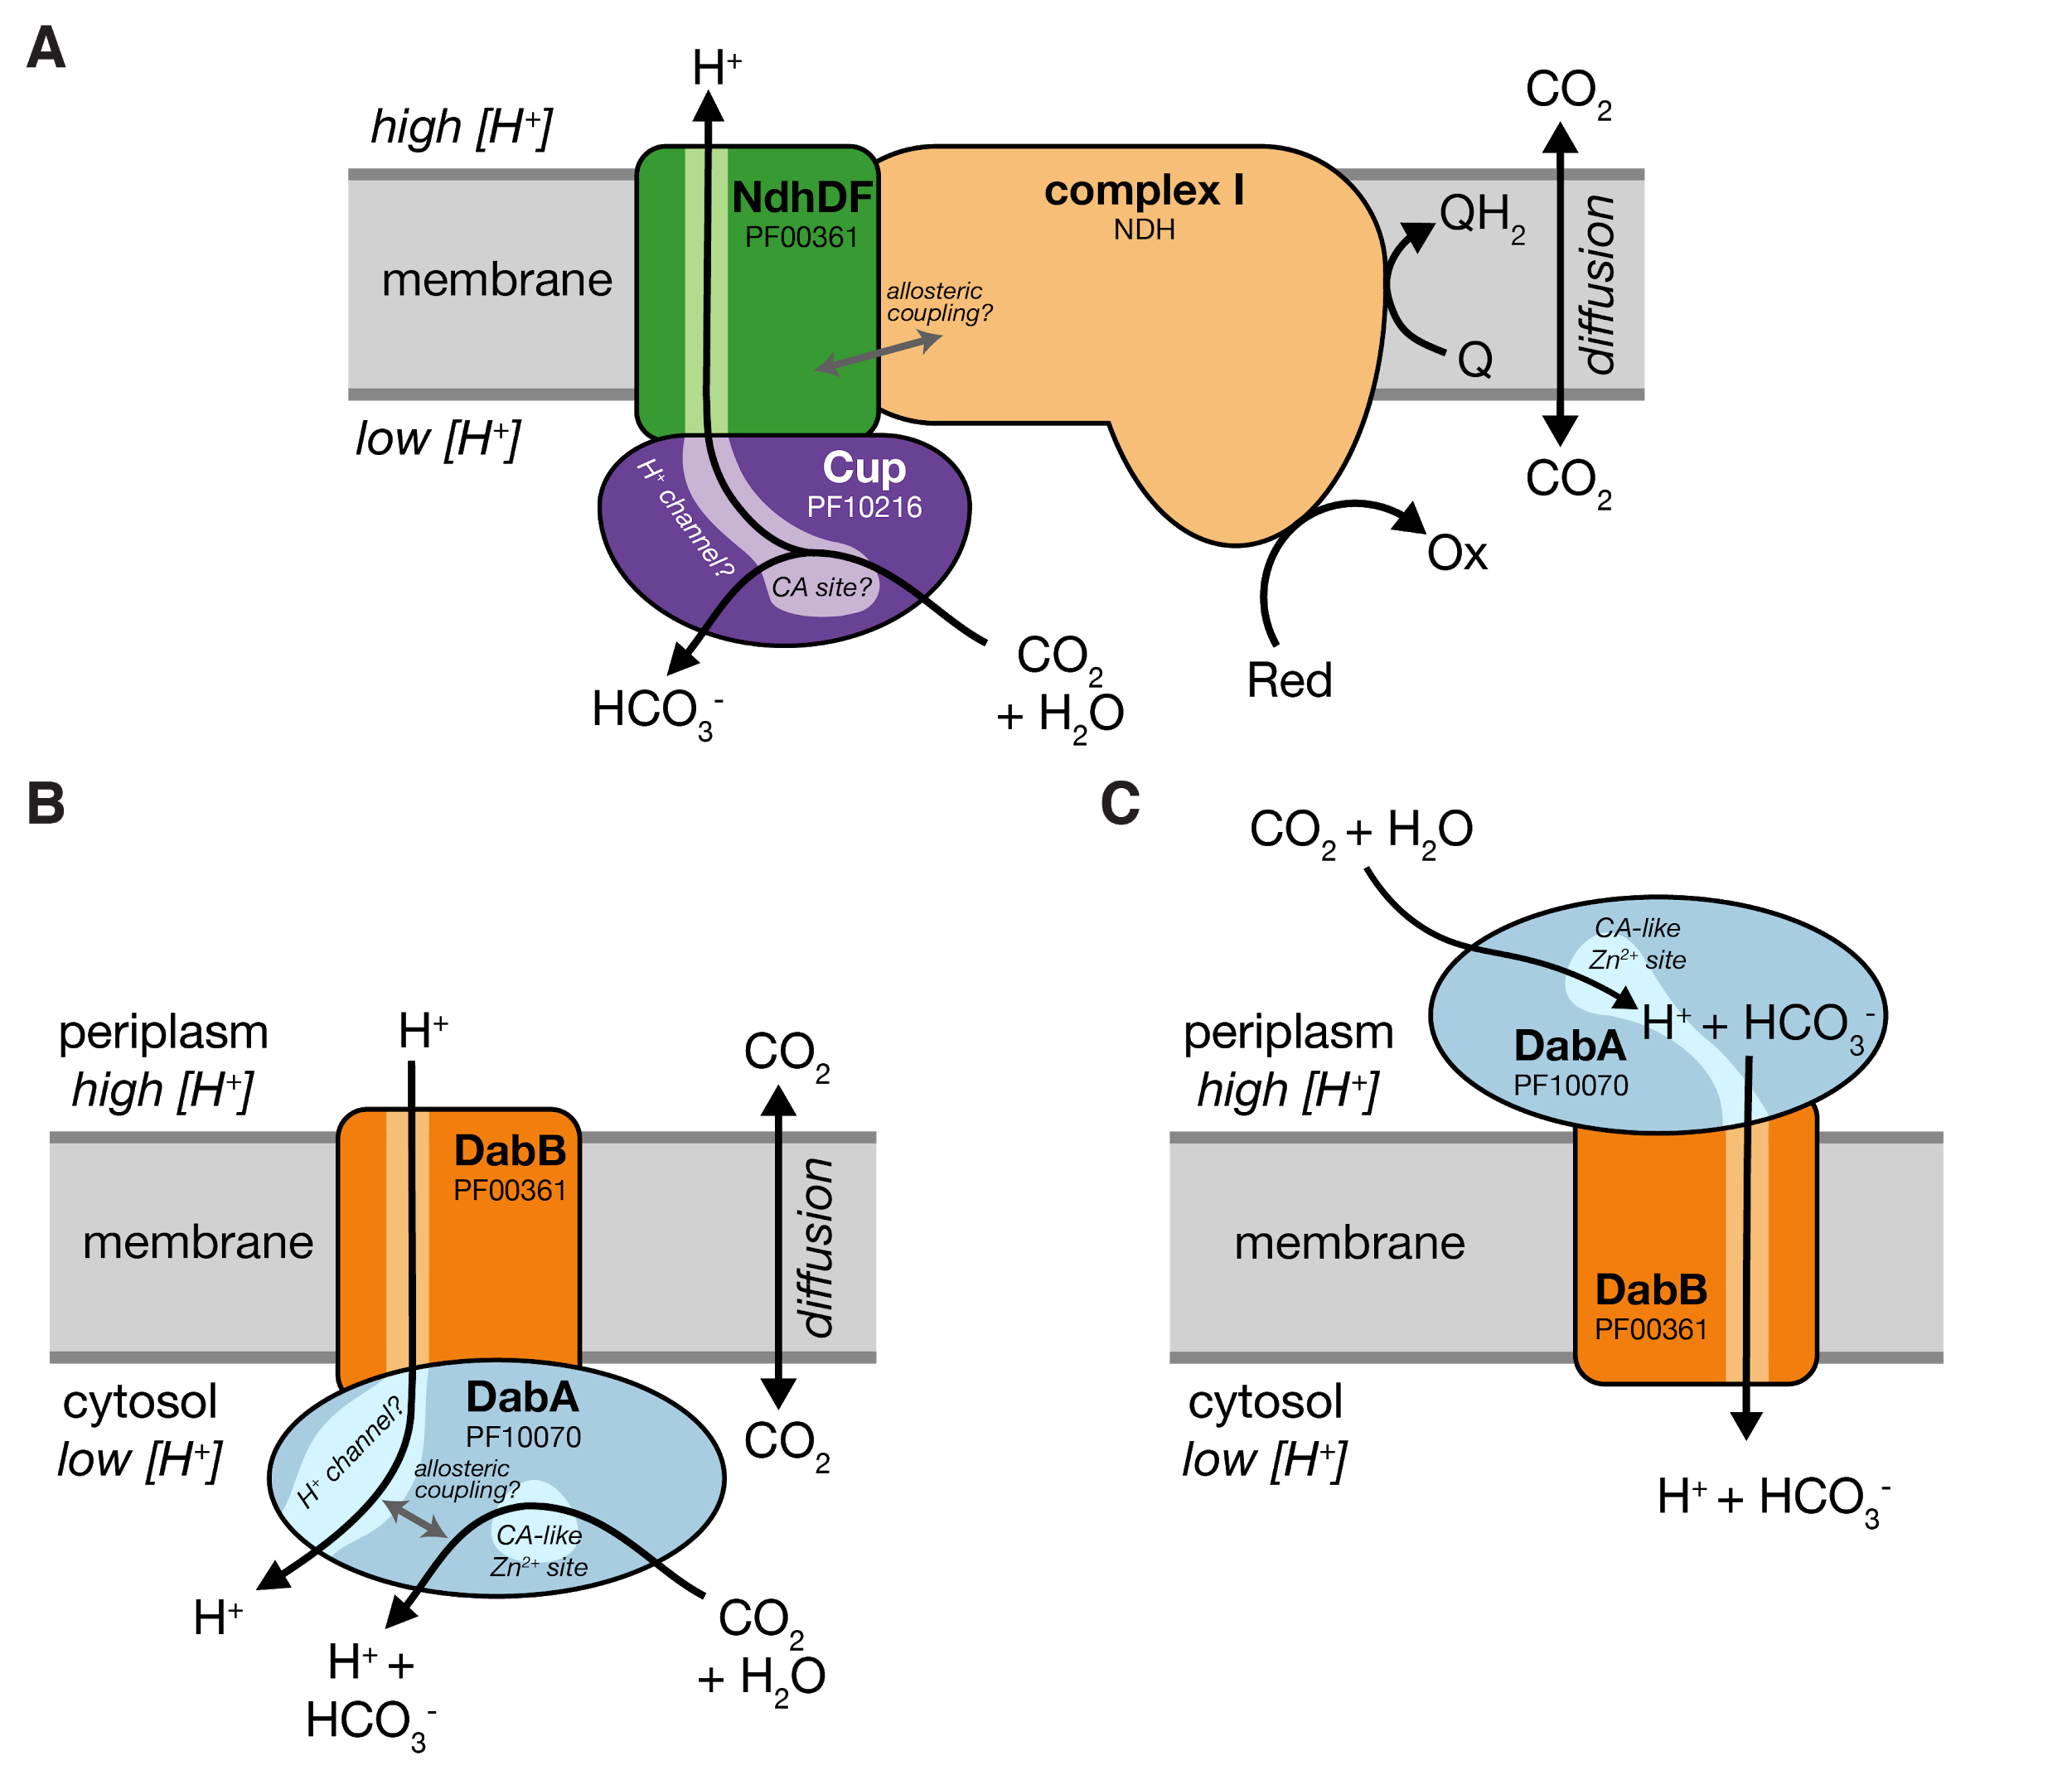 A
H⁺
high [H⁺]
CO₂
NdhDF
PF00361
complex I
NDH
QH₂
membrane
diffusion
allosteric
coupling?
Q
low [H⁺]
Cup
PF10216
CO₂
H⁺ channel?
CA site?
Ox
HCO₃⁻
CO₂
+ H₂O
Red
B
periplasm
high [H⁺]
H⁺
CO₂
DabB
PF00361
membrane
diffusion
cytosol
low [H⁺]
DabA
PF10070
CO₂
H⁺ channel?
allosteric
coupling?
CA-like
Zn²⁺ site
H⁺
H⁺ +
HCO₃⁻
CO₂
+ H₂O
C
CO₂ + H₂O
CA-like
Zn²⁺ site
H⁺ + HCO₃⁻
periplasm
high [H⁺]
DabA
PF10070
membrane
DabB
PF00361
cytosol
low [H⁺]
H⁺ + HCO₃⁻